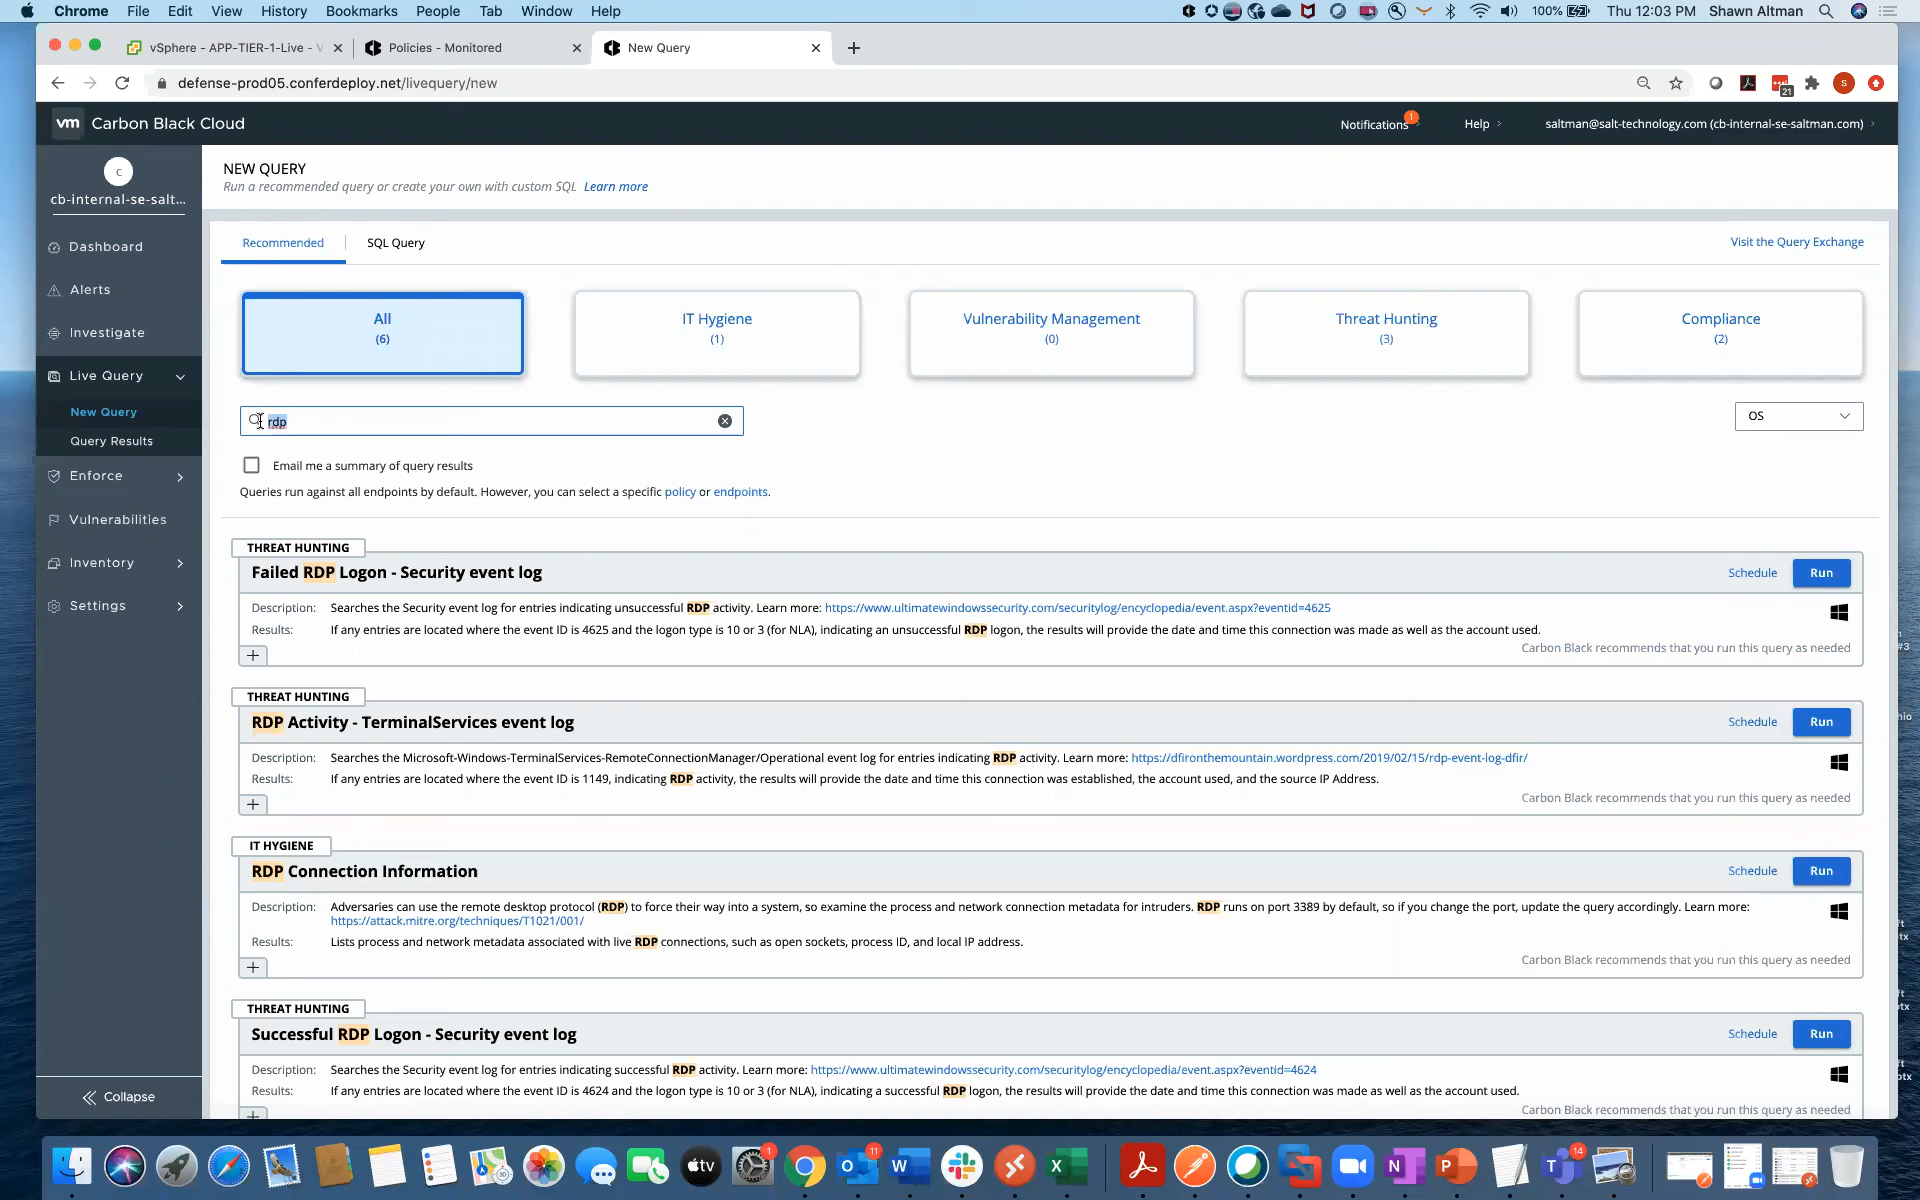 Chrome File Edit View History Bookmarks People Tab Window Help 100% Thu 12:03 PM Shawn Altman
vSphere - APP-TIER-1-Live - V Policies - Monitored New Query
defense-prod05.conferdeploy.net/livequery/new 21 S
vm Carbon Black Cloud Notifications 1 Help saltman@salt-technology.com (cb-internal-se-saltman.com)
C
cb-internal-se-salt...
Dashboard
Alerts
Investigate
Live Query
New Query
Query Results
Enforce
Vulnerabilities
Inventory
Settings
Collapse
NEW QUERY
Run a recommended query or create your own with custom SQL Learn more
Recommended SQL Query Visit the Query Exchange
All IT Hygiene Vulnerability Management Threat Hunting Compliance
(6) (1) (0) (3) (2)
rdp OS
Email me a summary of query results
Queries run against all endpoints by default. However, you can select a specific policy or endpoints.
THREAT HUNTING
Failed RDP Logon - Security event log Schedule Run
Description: Searches the Security event log for entries indicating unsuccessful RDP activity. Learn more: https://www.ultimatewindowssecurity.com/securitylog/encyclopedia/event.aspx?eventid=4625
Results: If any entries are located where the event ID is 4625 and the logon type is 10 or 3 (for NLA), indicating an unsuccessful RDP logon, the results will provide the date and time this connection was made as well as the account used.
Carbon Black recommends that you run this query as needed
+
THREAT HUNTING
RDP Activity - TerminalServices event log Schedule Run
Description: Searches the Microsoft-Windows-TerminalServices-RemoteConnectionManager/Operational event log for entries indicating RDP activity. Learn more: https://dfironthemountain.wordpress.com/2019/02/15/rdp-event-log-dfir/
Results: If any entries are located where the event ID is 1149, indicating RDP activity, the results will provide the date and time this connection was established, the account used, and the source IP Address.
Carbon Black recommends that you run this query as needed
+
IT HYGIENE
RDP Connection Information Schedule Run
Description: Adversaries can use the remote desktop protocol (RDP) to force their way into a system, so examine the process and network connection metadata for intruders. RDP runs on port 3389 by default, so if you change the port, update the query accordingly. Learn more:
https://attack.mitre.org/techniques/T1021/001/
Results: Lists process and network metadata associated with live RDP connections, such as open sockets, process ID, and local IP address.
Carbon Black recommends that you run this query as needed
+
THREAT HUNTING
Successful RDP Logon - Security event log Schedule Run
Description: Searches the Security event log for entries indicating successful RDP activity. Learn more: https://www.ultimatewindowssecurity.com/securitylog/encyclopedia/event.aspx?eventid=4624
Results: If any entries are located where the event ID is 4624 and the logon type is 10 or 3 (for NLA), indicating a successful RDP logon, the results will provide the date and time this connection was made as well as the account used.
Carbon Black recommends that you run this query as needed
tv 1 11 14